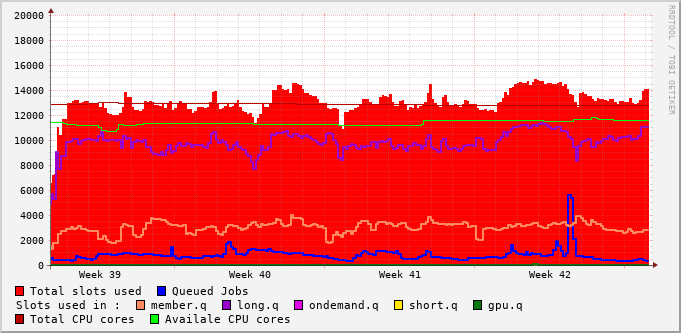 20000
18000
16000
14000
12000
10000
8000
6000
4000
2000
0
Week 39 Week 40 Week 41 Week 42
RRDTOOL / TOBI OETIKER
Total slots used Queued Jobs
Slots used in : member.q long.q ondemand.q short.q gpu.q
Total CPU cores Availale CPU cores